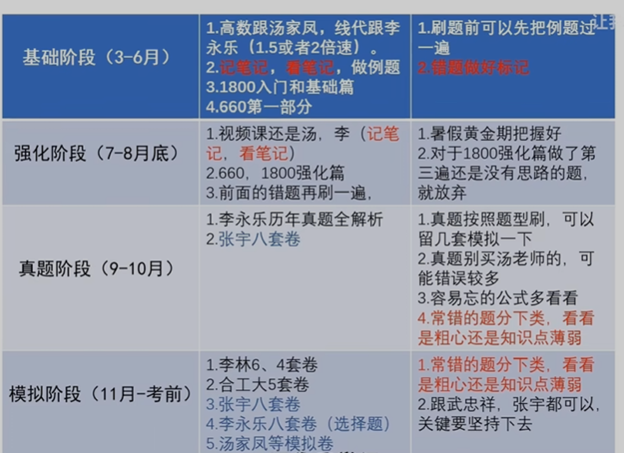 让我
基础阶段（3-6月）
1.高数跟汤家凤，线代跟李
永乐（1.5或者2倍速）。
2.记笔记，看笔记，做例题
3.1800入门和基础篇
4.660第一部分
1.刷题前可以先把例题过
一遍
2.错题做好标记
强化阶段（7-8月底）
1.视频课还是汤，李（记笔
记，看笔记）
2.660，1800强化篇
3.前面的错题再刷一遍，
1.暑假黄金期把握好
2.对于1800强化篇做了第
三遍还是没有思路的题，
就放弃
真题阶段（9-10月）
1.李永乐历年真题全解析
2.张宇八套卷
1.真题按照题型刷，可以
留几套模拟一下
2.真题别买汤老师的，可
能错误较多
3.容易忘的公式多看看
4.常错的题分下类，看看
是粗心还是知识点薄弱
模拟阶段（11月-考前）
1.李林6、4套卷
2.合工大5套卷
3.张宇八套卷
4.李永乐八套卷（选择题）
5.汤家凤等模拟卷
1.常错的题分下类，看看
是粗心还是知识点薄弱
2.跟武忠祥，张宇都可以，
关键要坚持下去